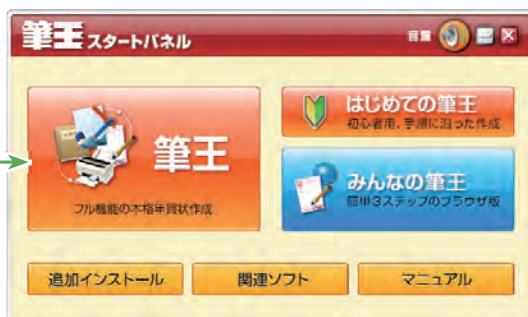 筆王 スタートパネル
音量
筆王
フル機能の本格年賀状作成
はじめての筆王
初心者用、手順に沿った作成
みんなの筆王
簡単3ステップのブラウザ版
追加インストール
関連ソフト
マニュアル